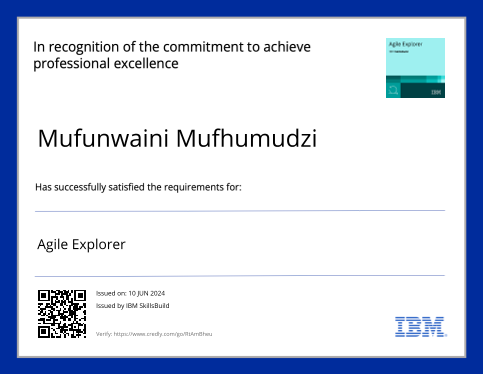 In recognition of the commitment to achieve
professional excellence
Agile Explorer
IBM
Mufunwaini Mufhumudzi
Has successfully satisfied the requirements for:
Agile Explorer
Issued on: 10 JUN 2024
Issued by IBM SkillsBuild
Verify: https://www.credly.com/go/
IBM